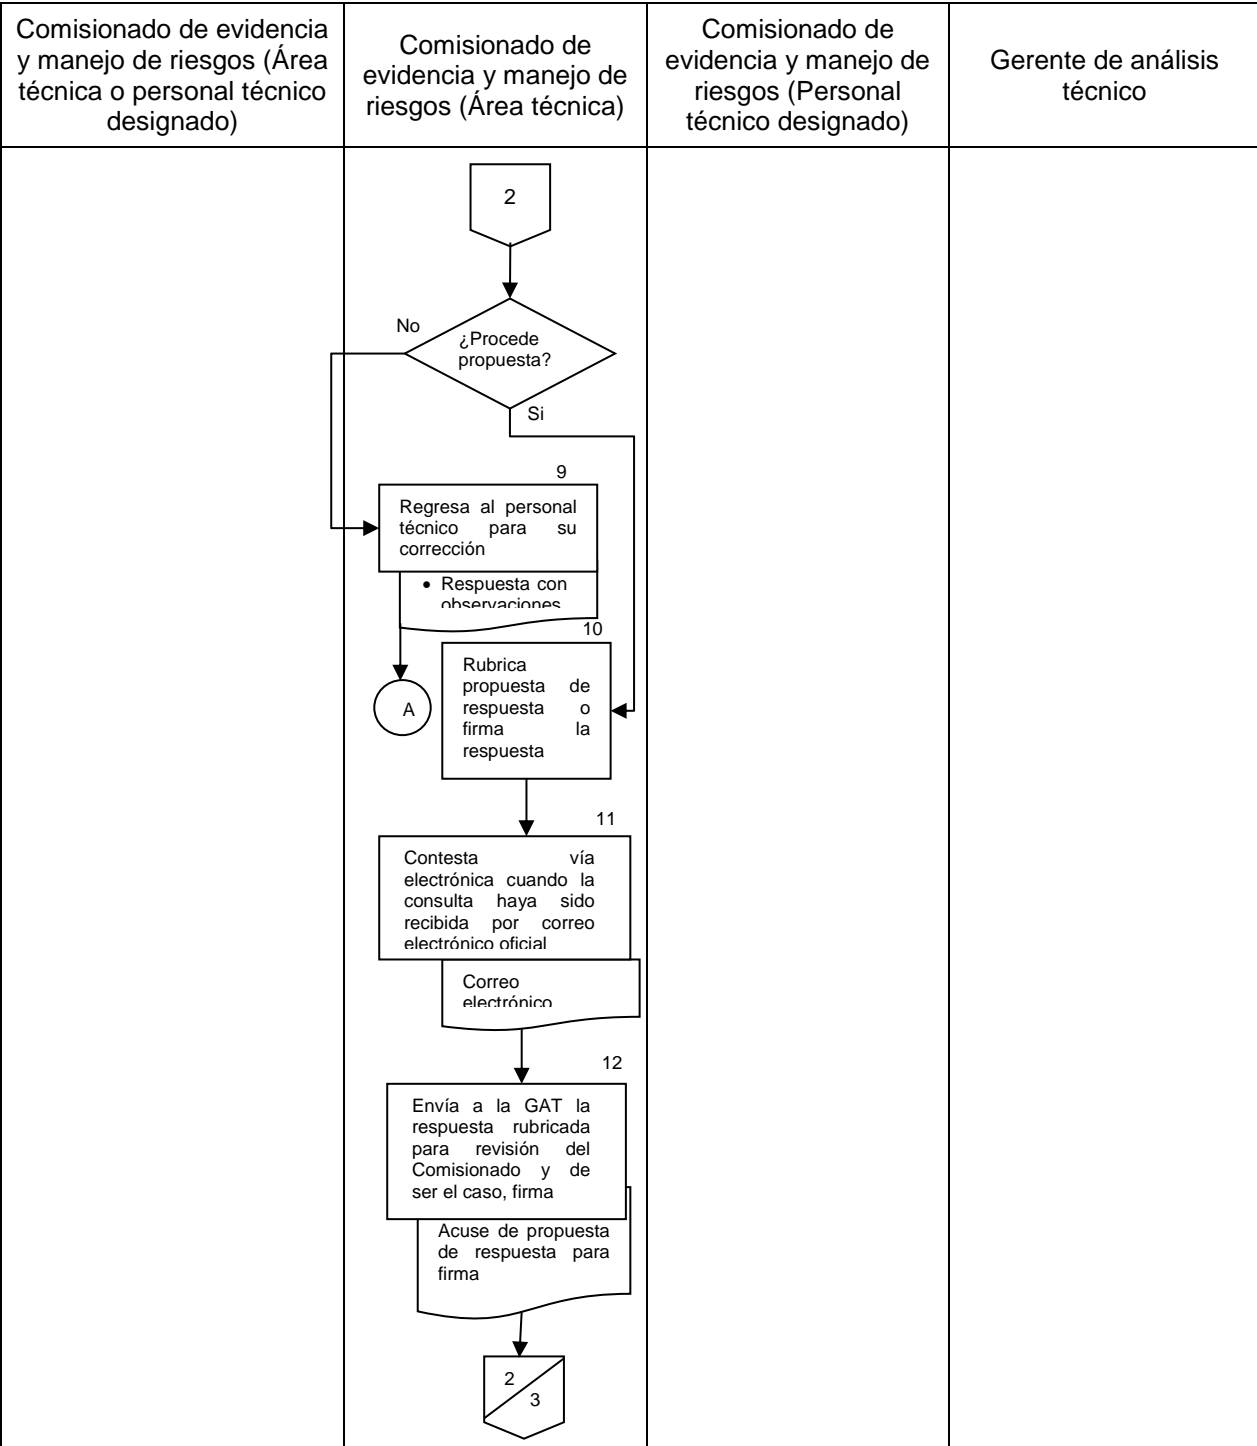 Comisionado de evidencia
y manejo de riesgos (Área
técnica o personal técnico
designado)
Comisionado de
evidencia y manejo de
riesgos (Área técnica)
Comisionado de
evidencia y manejo de
riesgos (Personal
técnico designado)
Gerente de análisis
técnico
2
No
¿Procede
propuesta?
Si
9
Regresa al personal
técnico para su
corrección
• Respuesta con
observaciones
10
Rubrica
propuesta de
respuesta o
firma la
respuesta
A
11
Contesta vía
electrónica cuando la
consulta haya sido
recibida por correo
electrónico oficial
Correo
electrónico
12
Envía a la GAT la
respuesta rubricada
para revisión del
Comisionado y de
ser el caso, firma
Acuse de propuesta
de respuesta para
firma
2
3